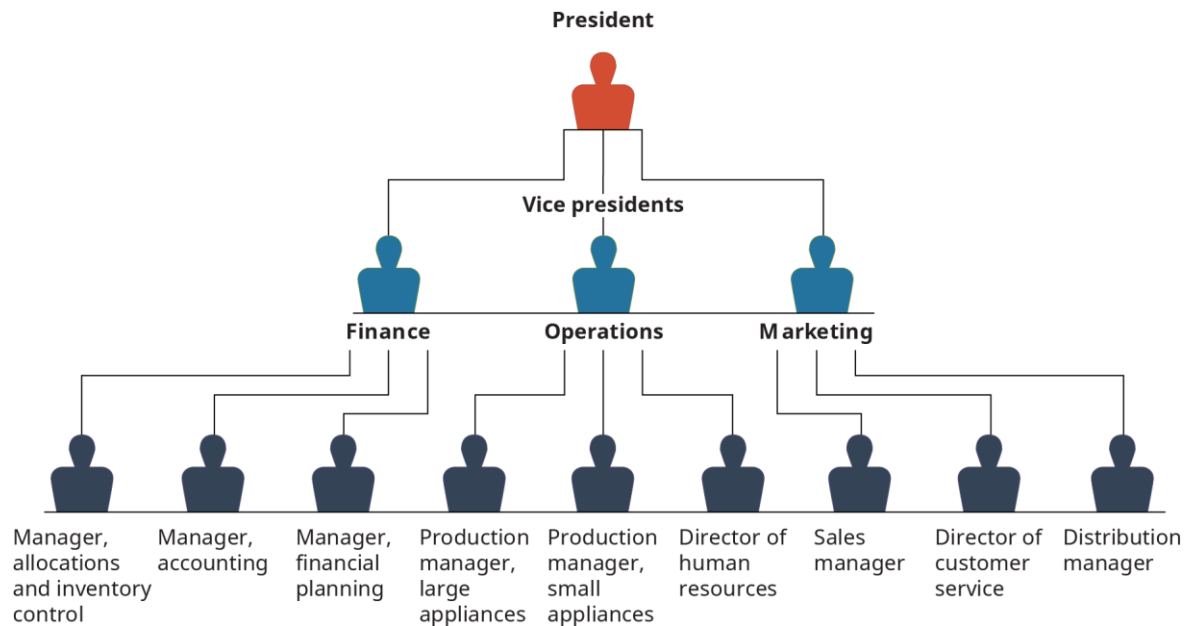 President
Vice presidents
Finance
Operations
Marketing
Manager,
allocations
and inventory
control
Manager,
accounting
Manager,
financial
planning
Production
manager,
large
appliances
Production
manager,
small
appliances
Director of
human
resources
Sales
manager
Director of
customer
service
Distribution
manager